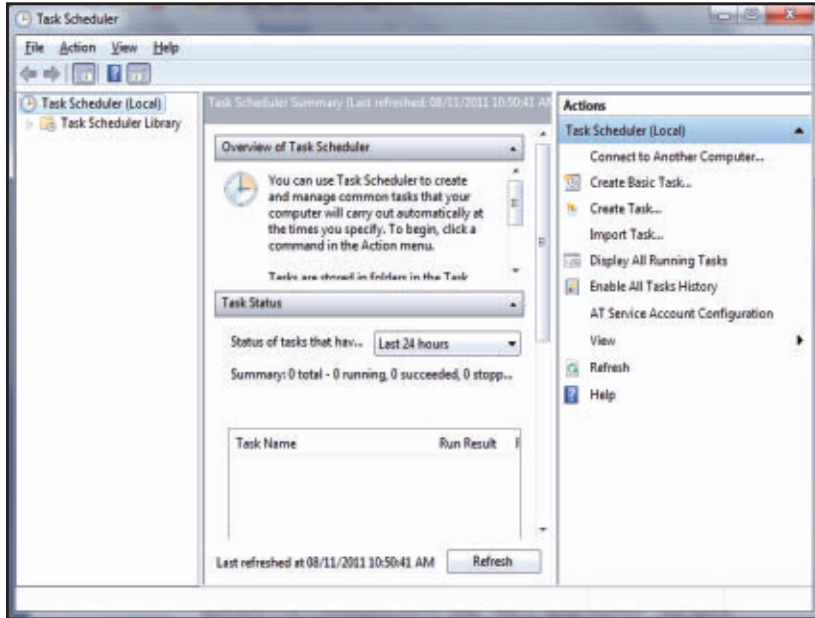 Task Scheduler
File Action View Help
Task Scheduler (Local)
Task Scheduler Library
Task Scheduler Summary (Last refreshed: 08/11/2011 10:50:41 AM
Overview of Task Scheduler
You can use Task Scheduler to create
and manage common tasks that your
computer will carry out automatically at
the times you specify. To begin, click a
command in the Action menu.
Tasks are stored in folders in the Task
Task Status
Status of tasks that hav... Last 24 hours
Summary: 0 total - 0 running, 0 succeeded, 0 stopp...
Task Name Run Result
Last refreshed at 08/11/2011 10:50:41 AM Refresh
Actions
Task Scheduler (Local)
Connect to Another Computer...
Create Basic Task...
Create Task...
Import Task...
Display All Running Tasks
Enable All Tasks History
AT Service Account Configuration
View
Refresh
Help